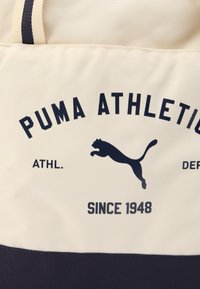 PUMA ATHLETIC
ATHL. DEP
SINCE 1948